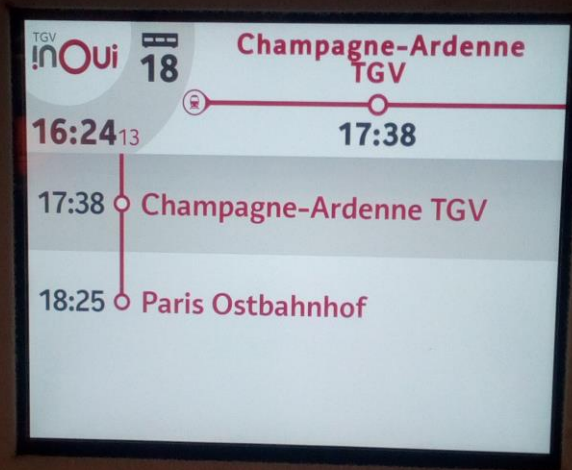 TGV
inOui
18
Champagne-Ardenne
TGV
16:24 13
17:38
17:38 Champagne-Ardenne TGV
18:25 Paris Ostbahnhof